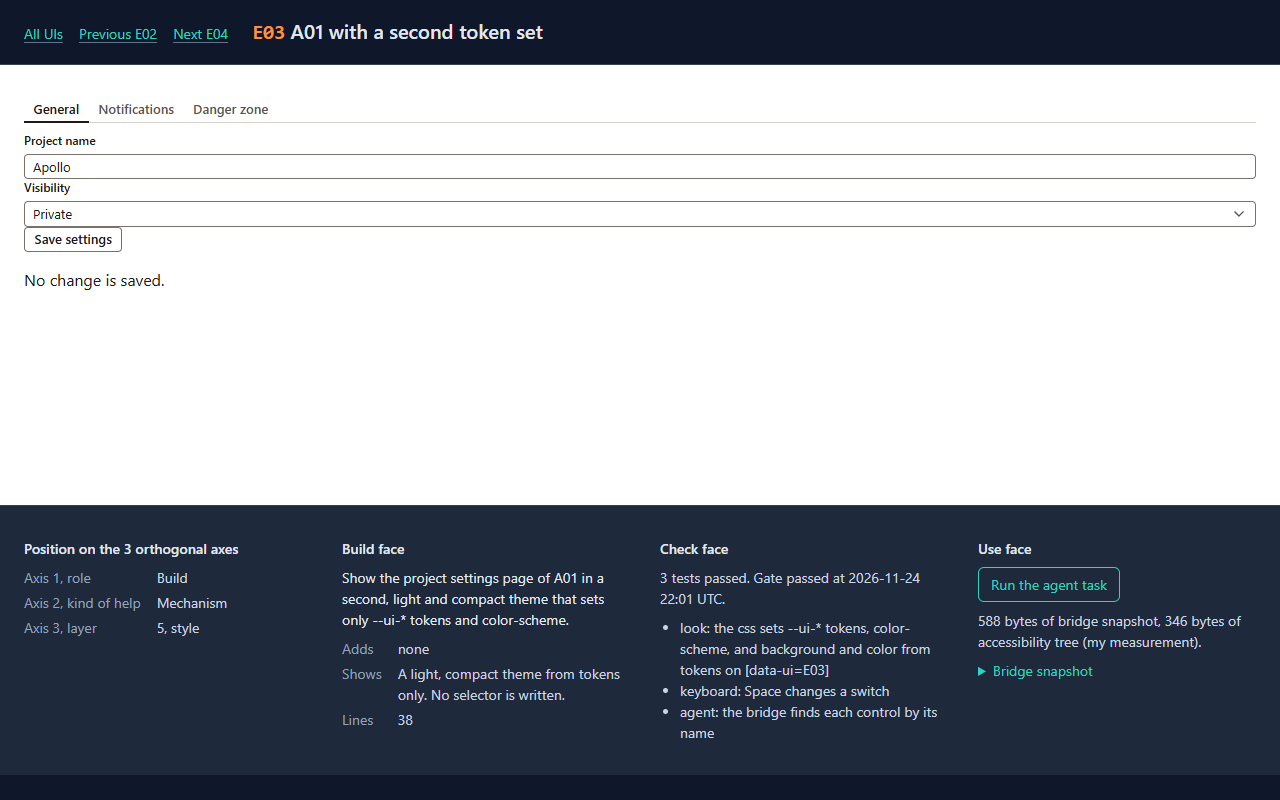 All UIs Previous E02 Next E04 E03 A01 with a second token set
General Notifications Danger zone
Project name
Apollo
Visibility
Private
Save settings
No change is saved.
Position on the 3 orthogonal axes
Axis 1, role Build
Axis 2, kind of help Mechanism
Axis 3, layer 5, style
Build face
Show the project settings page of A01 in a
second, light and compact theme that sets
only --ui-* tokens and color-scheme.
Adds none
Shows A light, compact theme from tokens
only. No selector is written.
Lines 38
Check face
3 tests passed. Gate passed at 2026-11-24
22:01 UTC.
look: the css sets --ui-* tokens, color-
scheme, and background and color from
tokens on [data-ui=E03]
keyboard: Space changes a switch
agent: the bridge finds each control by its
name
Use face
Run the agent task
588 bytes of bridge snapshot, 346 bytes of
accessibility tree (my measurement).
Bridge snapshot